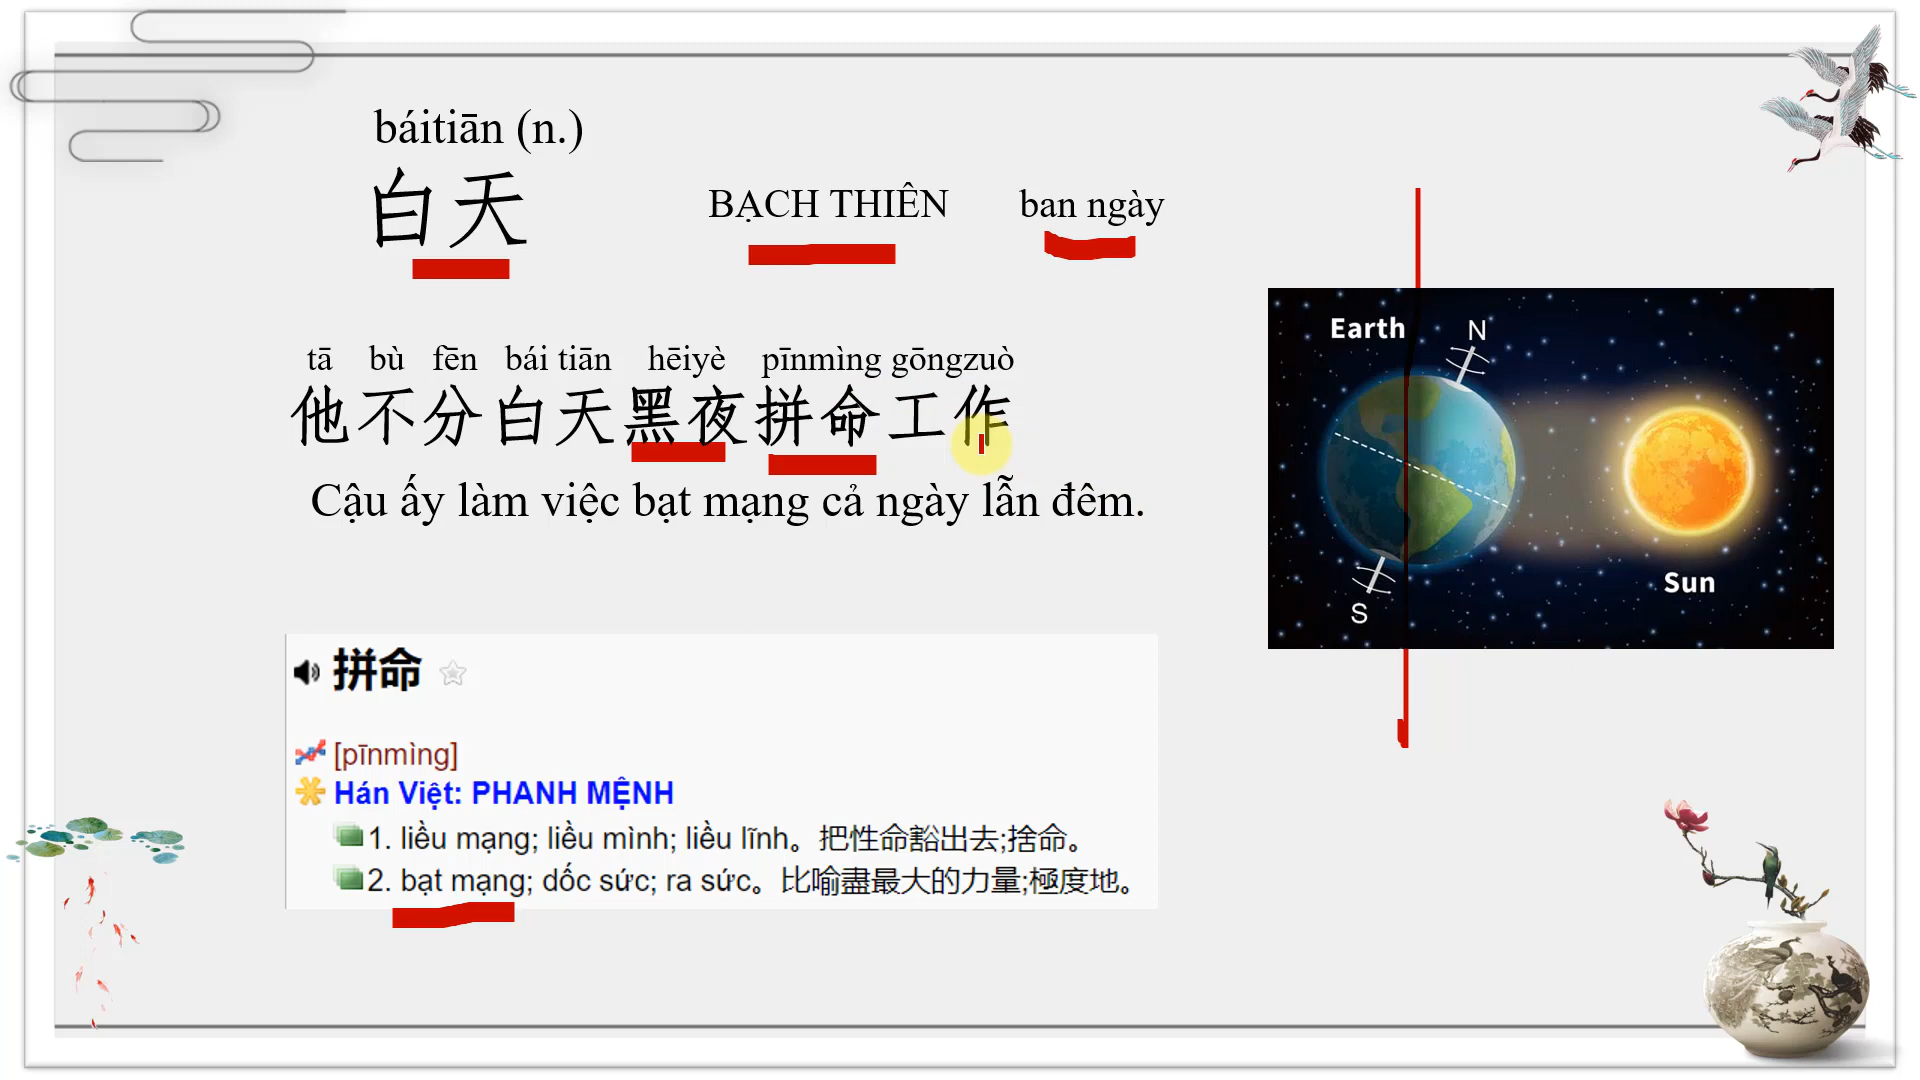 báitiān (n.)
白天 BẠCH THIÊN ban ngày
tā bù fēn bái tiān hēiyè pīnmìng gōngzuò
他不分白天黑夜拼命工作
Cậu ấy làm việc bạt mạng cả ngày lẫn đêm.
Earth N
Sun
S
拼命
[pīnmìng]
Hán Việt: PHANH MỆNH
1. liều mạng; liều mình; liều lĩnh。把性命豁出去;捨命。
2. bạt mạng; dốc sức; ra sức。比喻盡最大的力量;極度地。